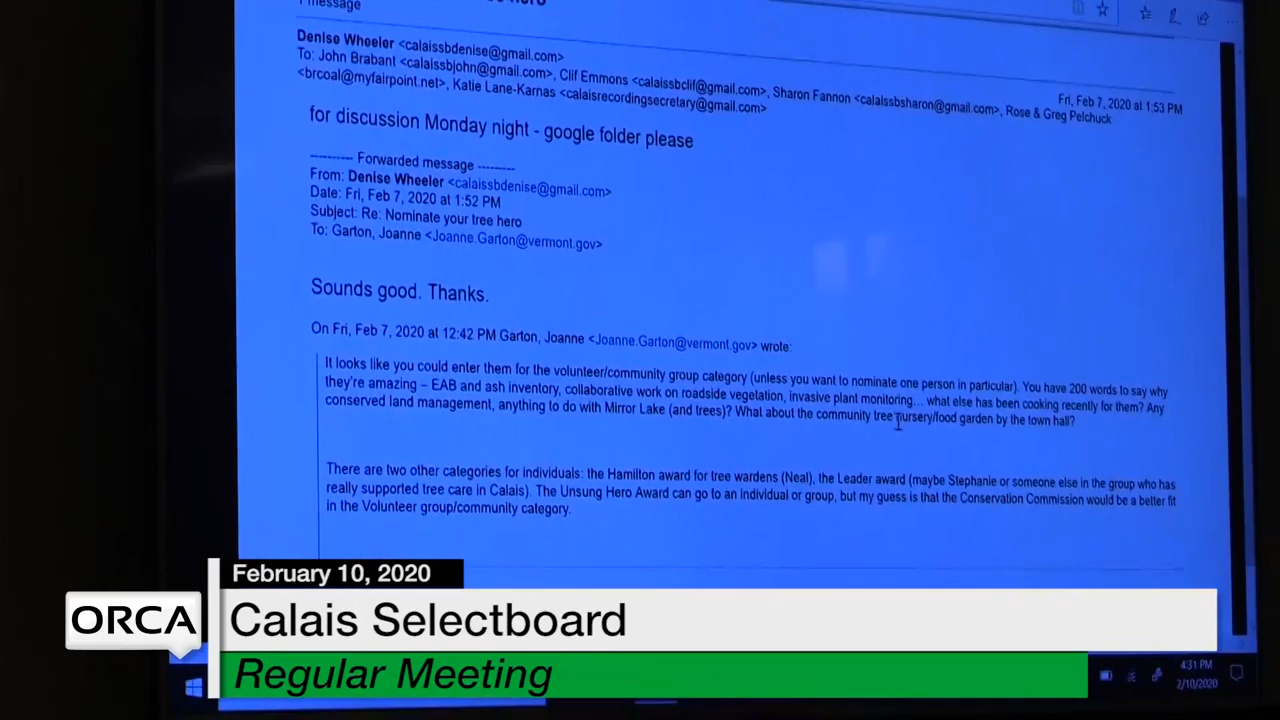 1 message
Denise Wheeler <calaissbdenise@gmail.com>
Fri, Feb 7, 2020 at 1:53 PM
To: John Brabant <calaissbjohn@gmail.com>, Clif Emmons <calaissbclif@gmail.com>, Sharon Fannon <calaissbsharon@gmail.com>, Rose & Greg Pelchuck
<brcoal@myfairpoint.net>, Katie Lane-Karnas <calaisrecordingsecretary@gmail.com>
for discussion Monday night - google folder please
---------- Forwarded message ---------
From: Denise Wheeler <calaissbdenise@gmail.com>
Date: Fri, Feb 7, 2020 at 1:52 PM
Subject: Re: Nominate your tree hero
To: Garton, Joanne <Joanne.Garton@vermont.gov>
Sounds good. Thanks.
On Fri, Feb 7, 2020 at 12:42 PM Garton, Joanne <Joanne.Garton@vermont.gov> wrote:
It looks like you could enter them for the volunteer/community group category (unless you want to nominate one person in particular). You have 200 words to say why
they're amazing – EAB and ash inventory, collaborative work on roadside vegetation, invasive plant monitoring... what else has been cooking recently for them? Any
conserved land management, anything to do with Mirror Lake (and trees)? What about the community tree nursery/food garden by the town hall?
There are two other categories for individuals: the Hamilton award for tree wardens (Neal), the Leader award (maybe Stephanie or someone else in the group who has
really supported tree care in Calais). The Unsung Hero Award can go to an individual or group, but my guess is that the Conservation Commission would be a better fit
in the Volunteer group/community category.
February 10, 2020
ORCA
Calais Selectboard
Regular Meeting
4:31 PM
2/10/2020